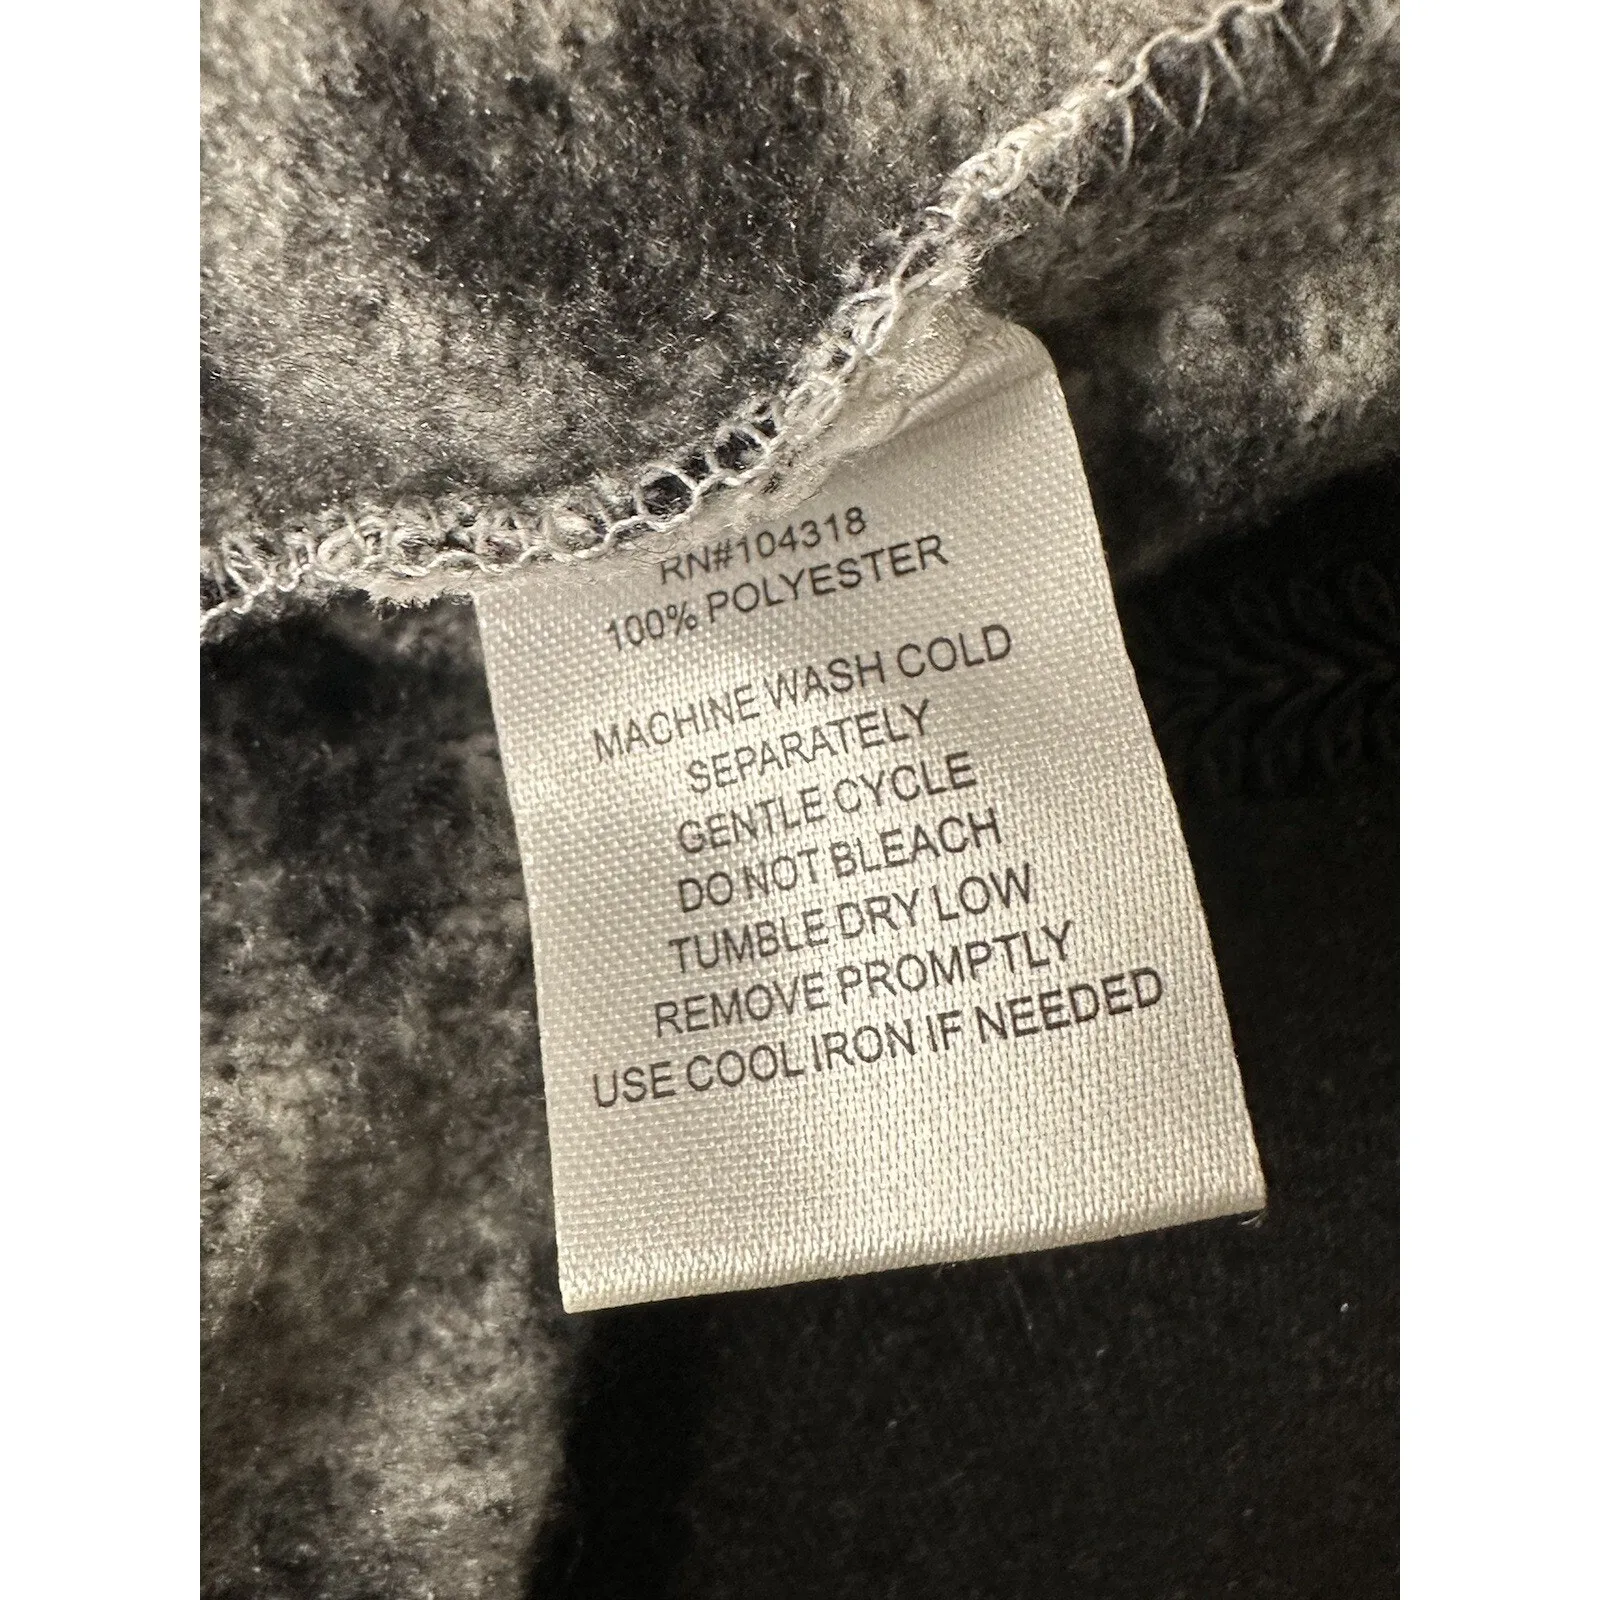 RN#104318
100% POLYESTER
MACHINE WASH COLD
SEPARATELY
GENTLE CYCLE
DO NOT BLEACH
TUMBLE DRY LOW
REMOVE PROMPTLY
USE COOL IRON IF NEEDED